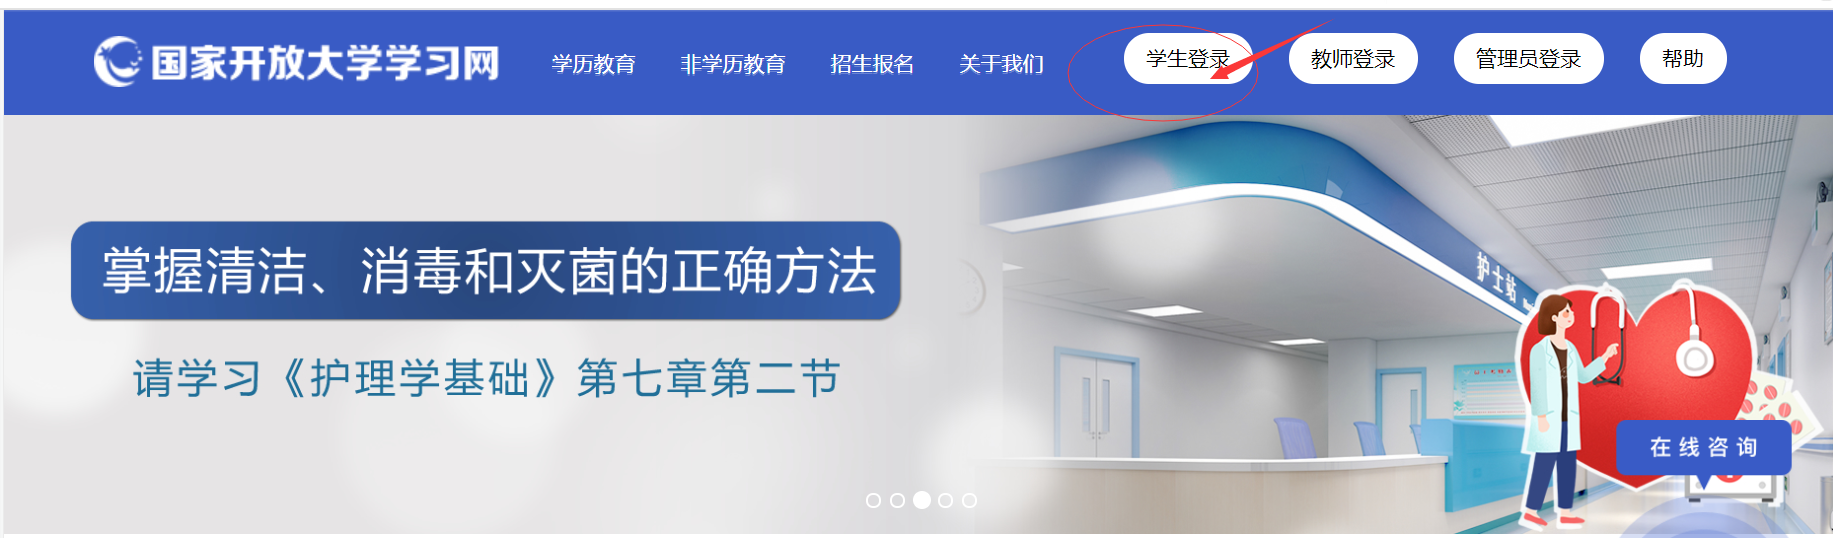 国家开放大学学习网
学历教育
非学历教育
招生报名
关于我们
学生登录
教师登录
管理员登录
帮助
掌握清洁、消毒和灭菌的正确方法
请学习《护理学基础》第七章第二节
护士站
在线咨询